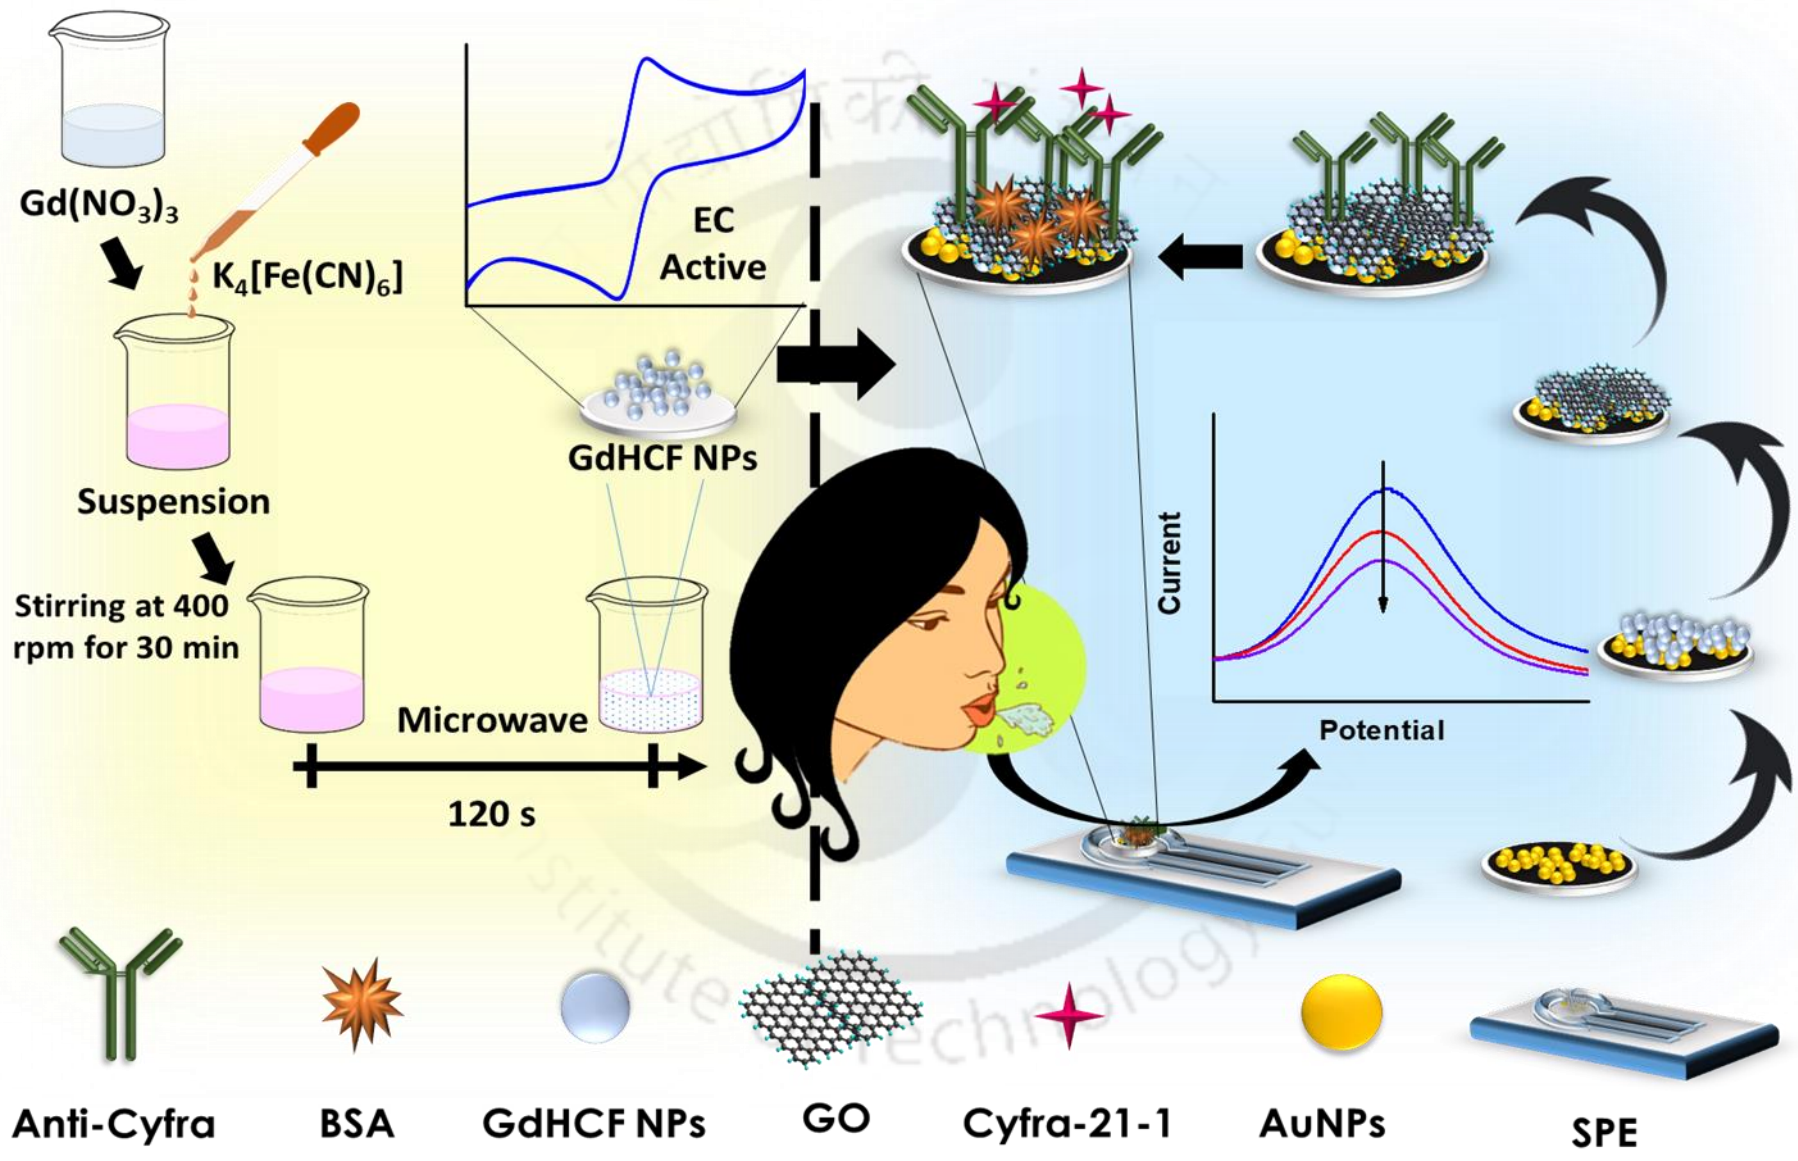 Gd(NO₃)₃
K₄[Fe(CN)₆]
Suspension
Stirring at 400
rpm for 30 min
Microwave
120 s
EC
Active
GdHCF NPs
Current
Potential
Anti-Cyfra
BSA
GdHCF NPs
GO
Cyfra-21-1
AuNPs
SPE
Technology